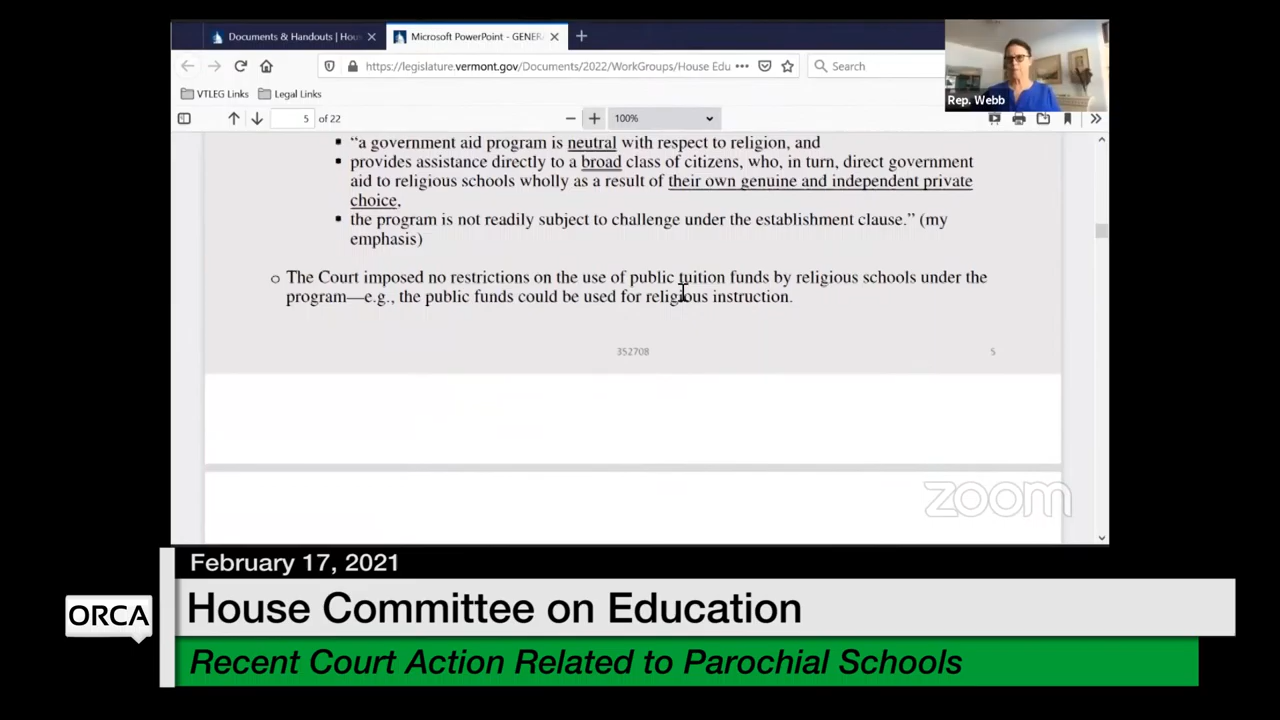 Documents & Handouts | Hous
Microsoft PowerPoint - GENER
https://legislature.vermont.gov/Documents/2022/WorkGroups/House Edu
Search
Rep. Webb
VTLEG Links
Legal Links
5 of 22
100%
▪ “a government aid program is neutral with respect to religion, and
▪ provides assistance directly to a broad class of citizens, who, in turn, direct government
aid to religious schools wholly as a result of their own genuine and independent private
choice,
▪ the program is not readily subject to challenge under the establishment clause.” (my
emphasis)
o The Court imposed no restrictions on the use of public tuition funds by religious schools under the
program—e.g., the public funds could be used for religious instruction.
352708
5
zoom
February 17, 2021
ORCA
House Committee on Education
Recent Court Action Related to Parochial Schools